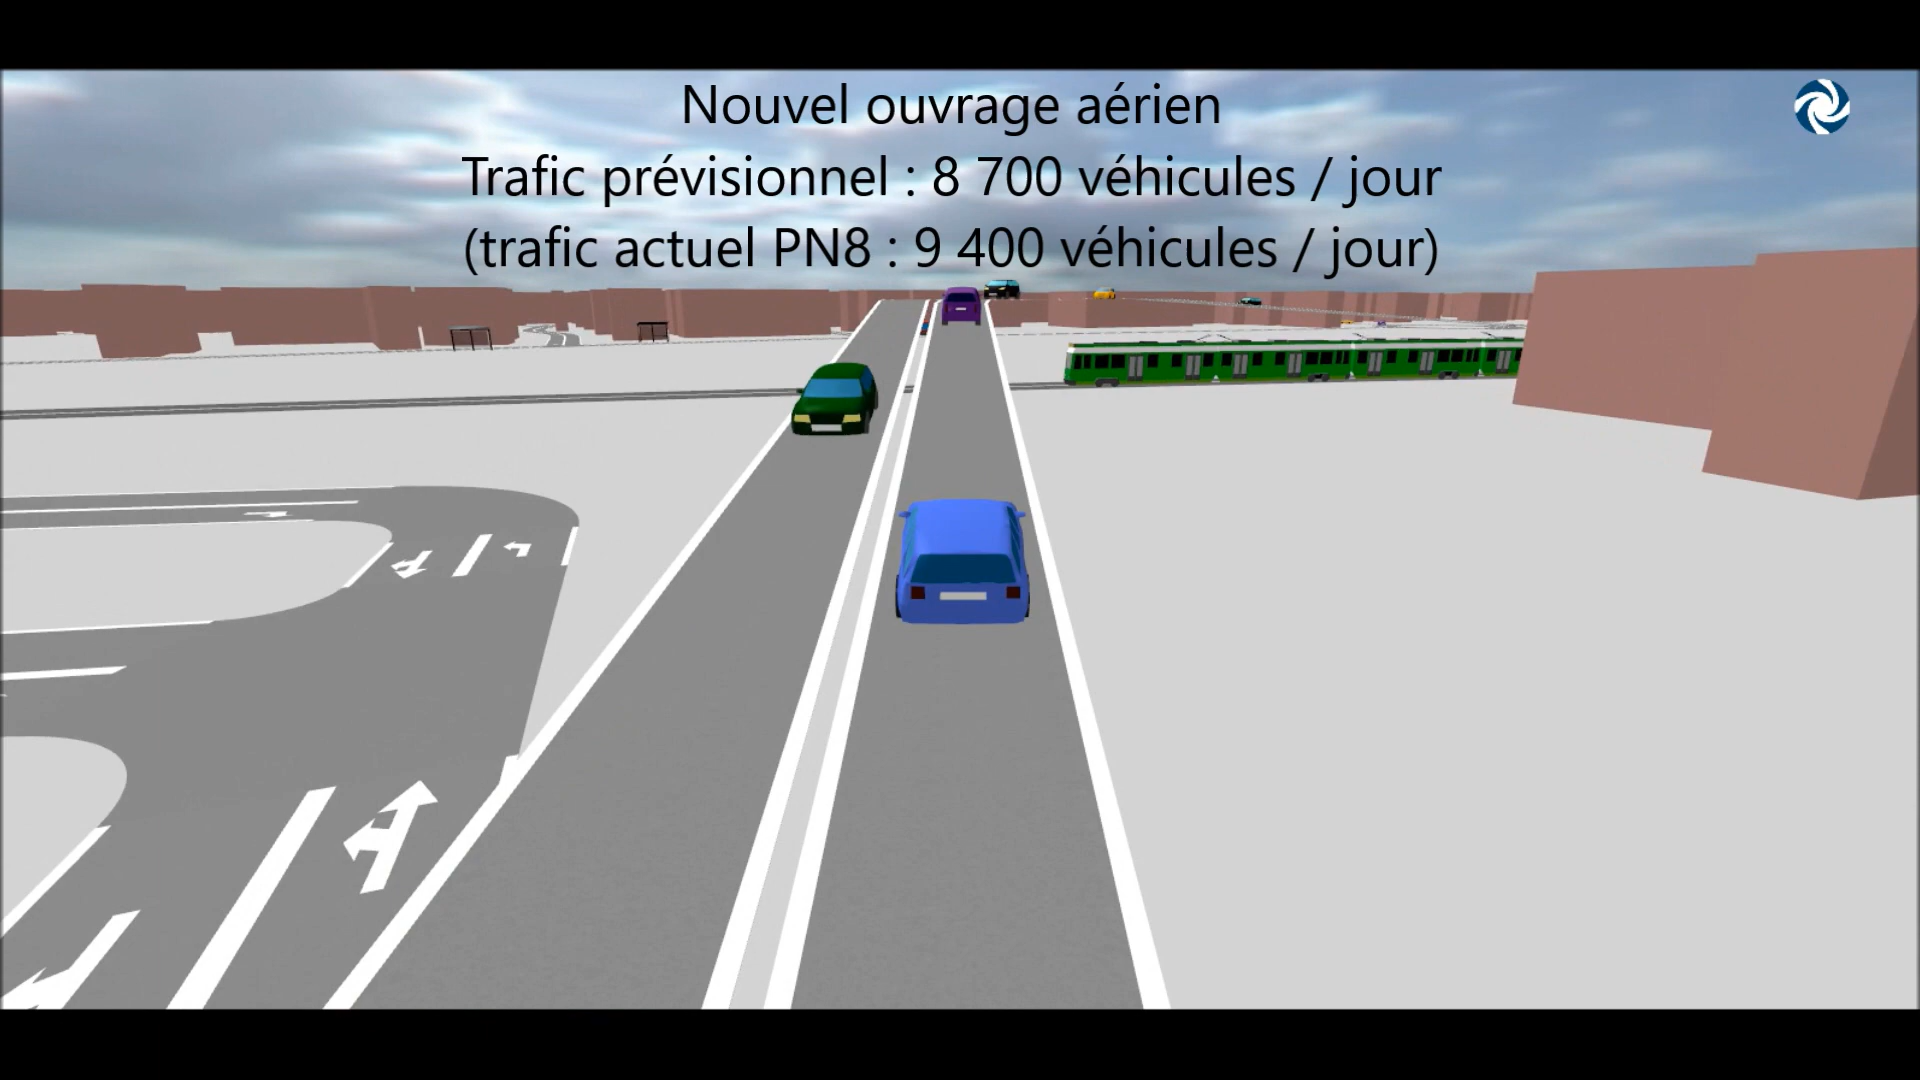 Nouvel ouvrage aérien
Trafic prévisionnel : 8 700 véhicules / jour
(trafic actuel PN8 : 9 400 véhicules / jour)